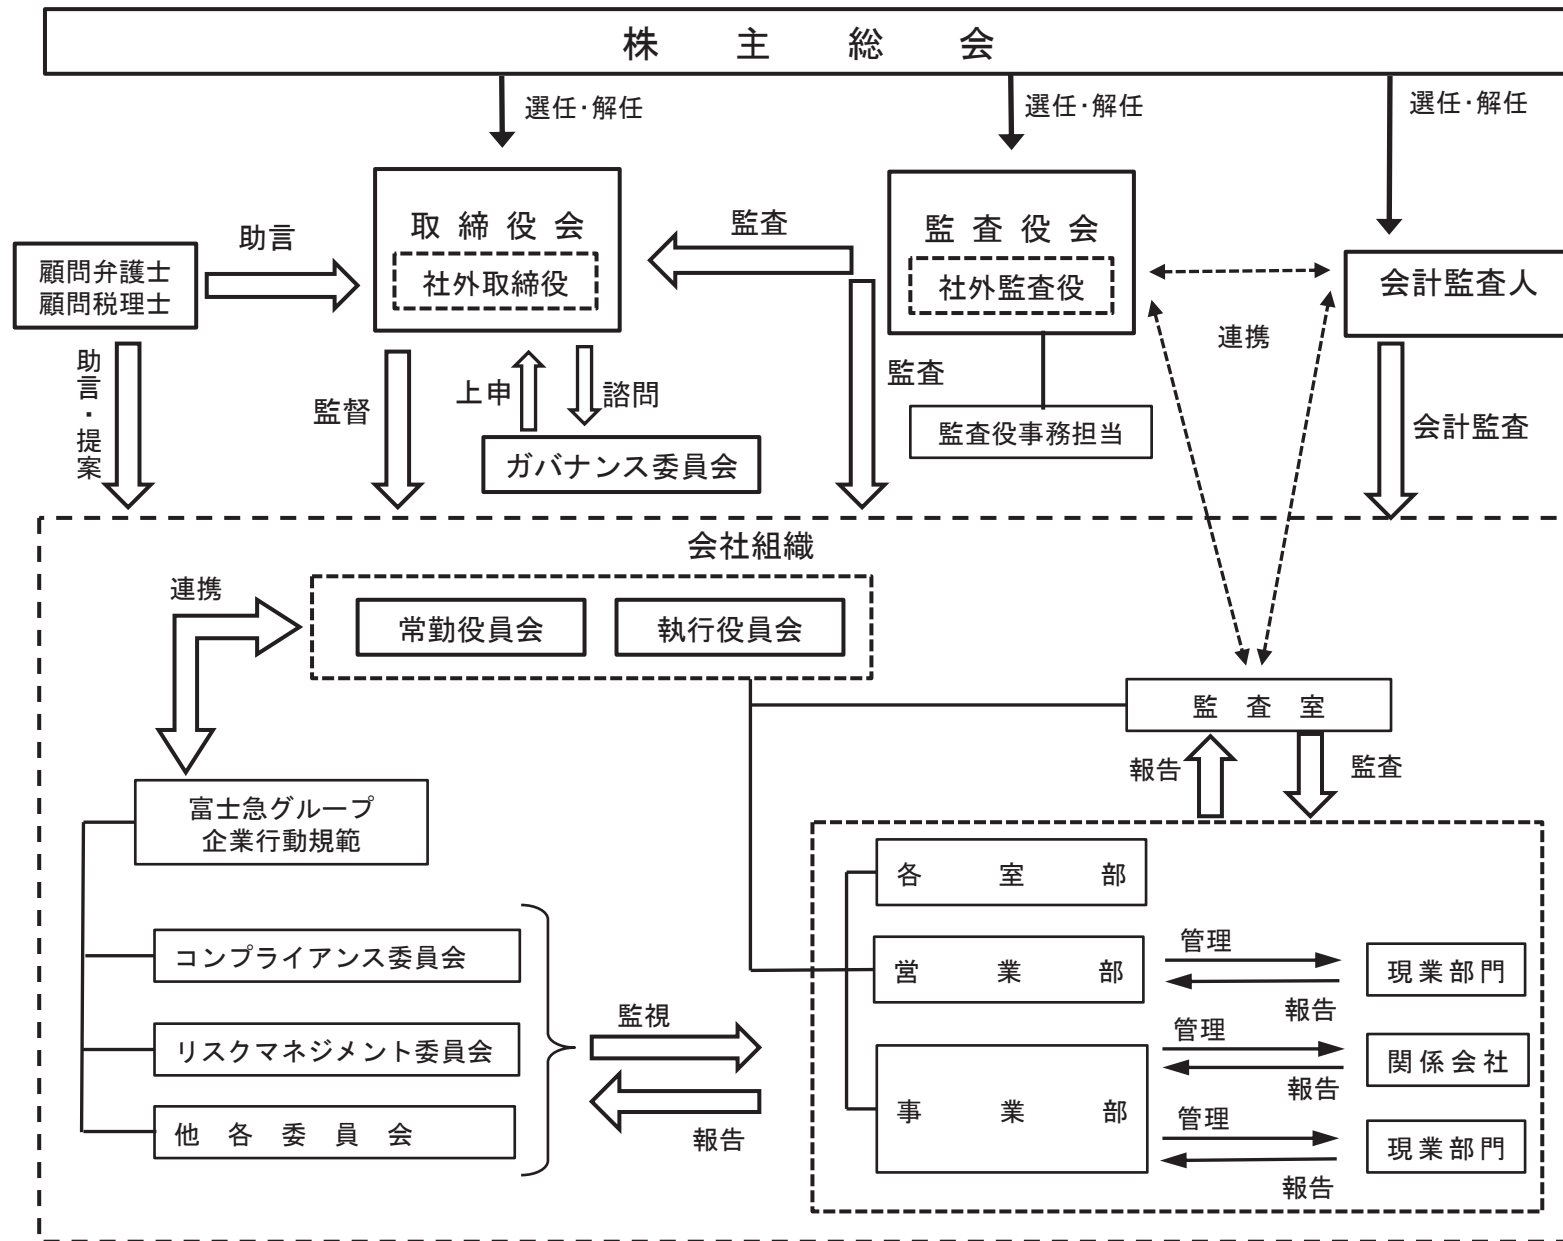 株主総会
選任・解任
選任・解任
選任・解任
取締役会
社外取締役
監査役会
社外監査役
会計監査人
顧問弁護士
顧問税理士
助言
監査
連携
助言・提案
監督
上申
諮問
監査
会計監査
監査役事務担当
ガバナンス委員会
会社組織
連携
常勤役員会
執行役員会
監査室
報告
監査
富士急グループ
企業行動規範
コンプライアンス委員会
リスクマネジメント委員会
他各委員会
監視
報告
各室部
営業部
管理
報告
現業部門
事業部
管理
報告
関係会社
管理
報告
現業部門